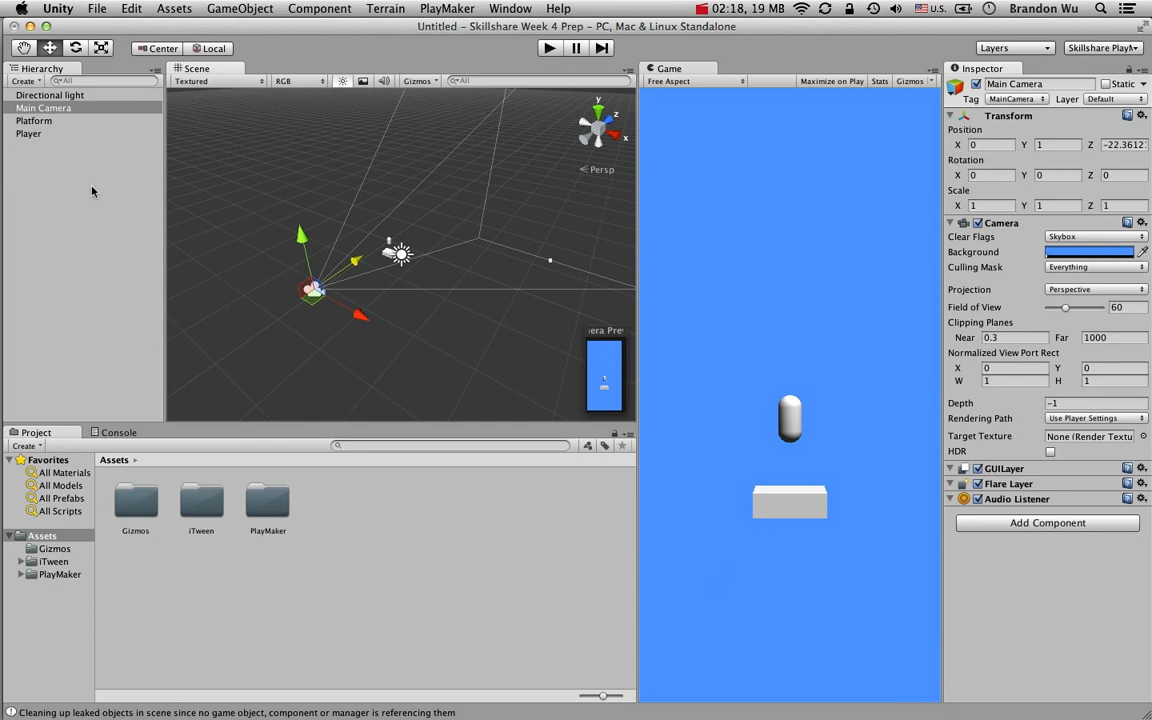 Unity File Edit Assets GameObject Component Terrain PlayMaker Window Help 02:18, 19 MB U.S. Brandon Wu
Untitled – Skillshare Week 4 Prep – PC, Mac & Linux Standalone
Center Local Layers Skillshare PlayM
Hierarchy
Create All
Directional light
Main Camera
Platform
Player
Scene
Textured RGB Gizmos All
y
z
x
Persp
era Pre
Game
Free Aspect Maximize on Play Stats Gizmos
Inspector
Main Camera Static
Tag MainCamera Layer Default
Transform
Position
X 0 Y 1 Z -22.3612
Rotation
X 0 Y 0 Z 0
Scale
X 1 Y 1 Z 1
Camera
Clear Flags Skybox
Background
Culling Mask Everything
Projection Perspective
Field of View 60
Clipping Planes
Near 0.3 Far 1000
Normalized View Port Rect
X 0 Y 0
W 1 H 1
Depth -1
Rendering Path Use Player Settings
Target Texture None (Render Textu
HDR
GUILayer
Flare Layer
Audio Listener
Add Component
Project Console
Create
Favorites
All Materials
All Models
All Prefabs
All Scripts
Assets
Gizmos
iTween
PlayMaker
Assets
Gizmos iTween PlayMaker
Cleaning up leaked objects in scene since no game object, component or manager is referencing them